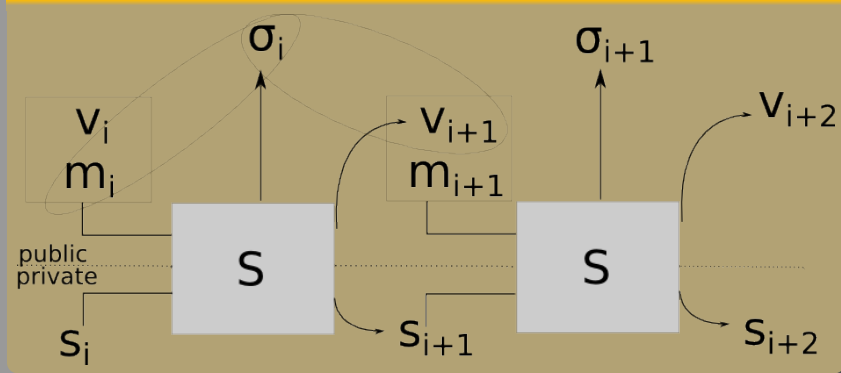 σi
σi+1
vi
mi
vi+1
mi+1
vi+2
S
S
public
private
si
si+1
si+2